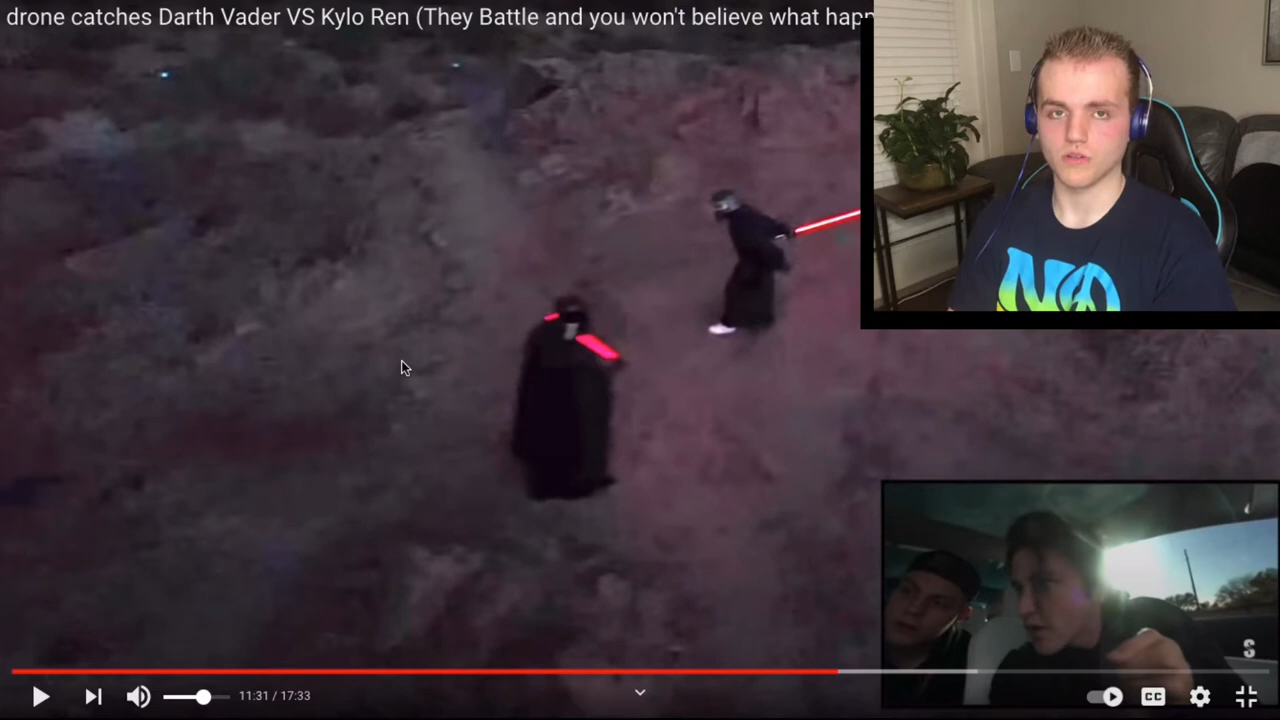 drone catches Darth Vader VS Kylo Ren (They Battle and you won't believe what happ
S
11:31 / 17:33
CC